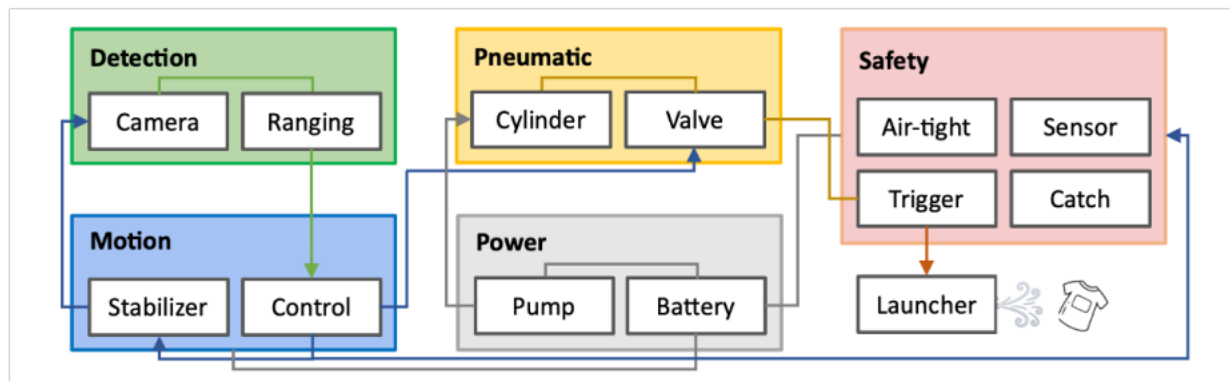 Detection
Camera
Ranging
Pneumatic
Cylinder
Valve
Safety
Air-tight
Sensor
Trigger
Catch
Motion
Stabilizer
Control
Power
Pump
Battery
Launcher